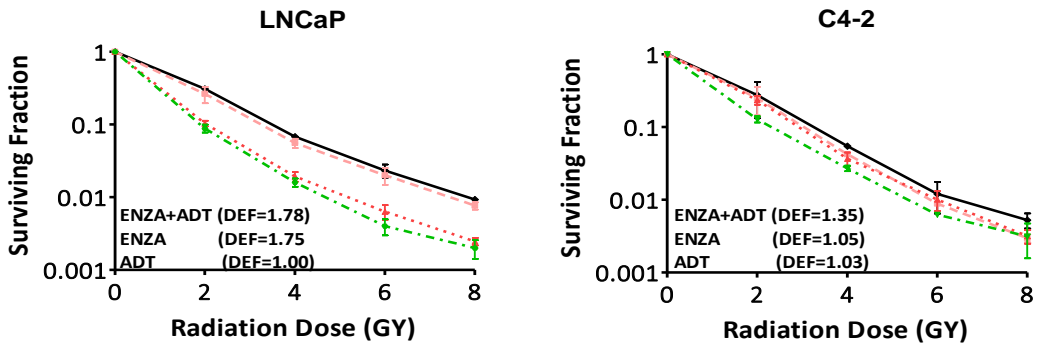 LNCaP
Surviving Fraction
1
0.1
0.01
0.001
ENZA+ADT (DEF=1.78)
ENZA (DEF=1.75
ADT (DEF=1.00)
0 2 4 6 8
Radiation Dose (GY)
C4-2
Surviving Fraction
1
0.1
0.01
0.001
ENZA+ADT (DEF=1.35)
ENZA (DEF=1.05)
ADT (DEF=1.03)
0 2 4 6 8
Radiation Dose (GY)